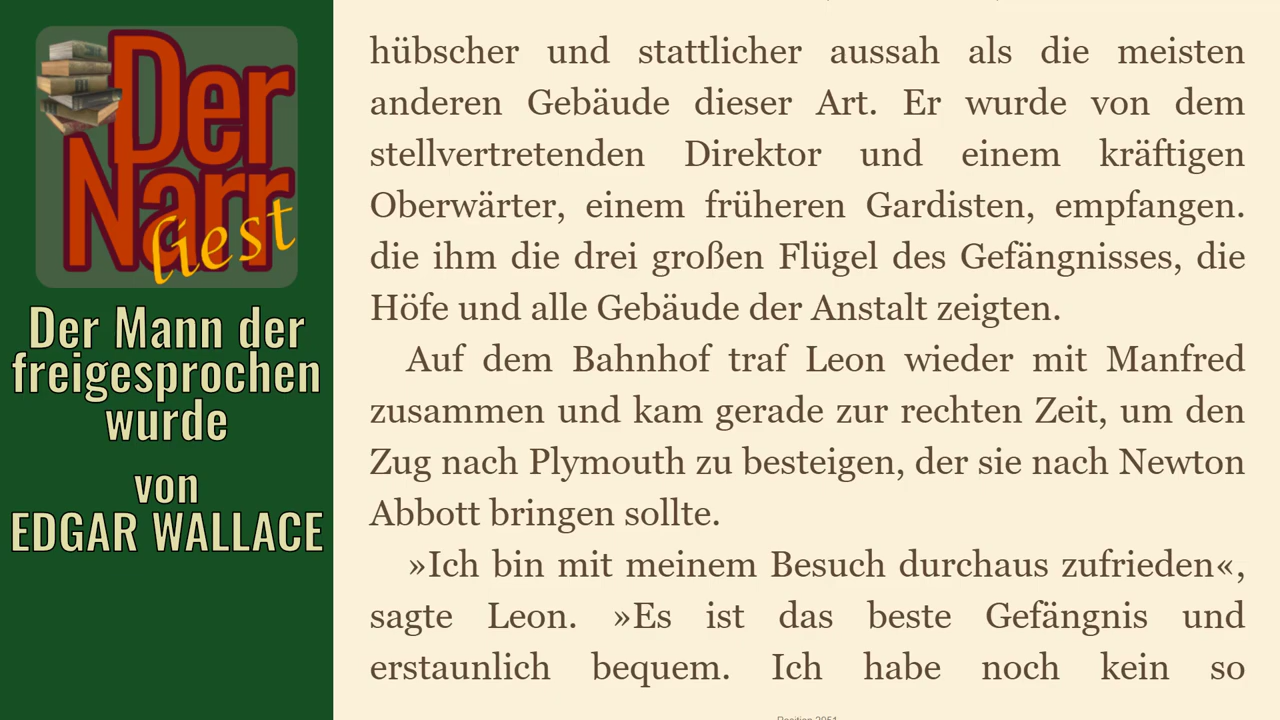 Der
Narr
liest
Der Mann der
freigesprochen
wurde
von
EDGAR WALLACE
hübscher und stattlicher aussah als die meisten
anderen Gebäude dieser Art. Er wurde von dem
stellvertretenden Direktor und einem kräftigen
Oberwärter, einem früheren Gardisten, empfangen.
die ihm die drei großen Flügel des Gefängnisses, die
Höfe und alle Gebäude der Anstalt zeigten.
Auf dem Bahnhof traf Leon wieder mit Manfred
zusammen und kam gerade zur rechten Zeit, um den
Zug nach Plymouth zu besteigen, der sie nach Newton
Abbott bringen sollte.
»Ich bin mit meinem Besuch durchaus zufrieden«,
sagte Leon. »Es ist das beste Gefängnis und
erstaunlich bequem. Ich habe noch kein so